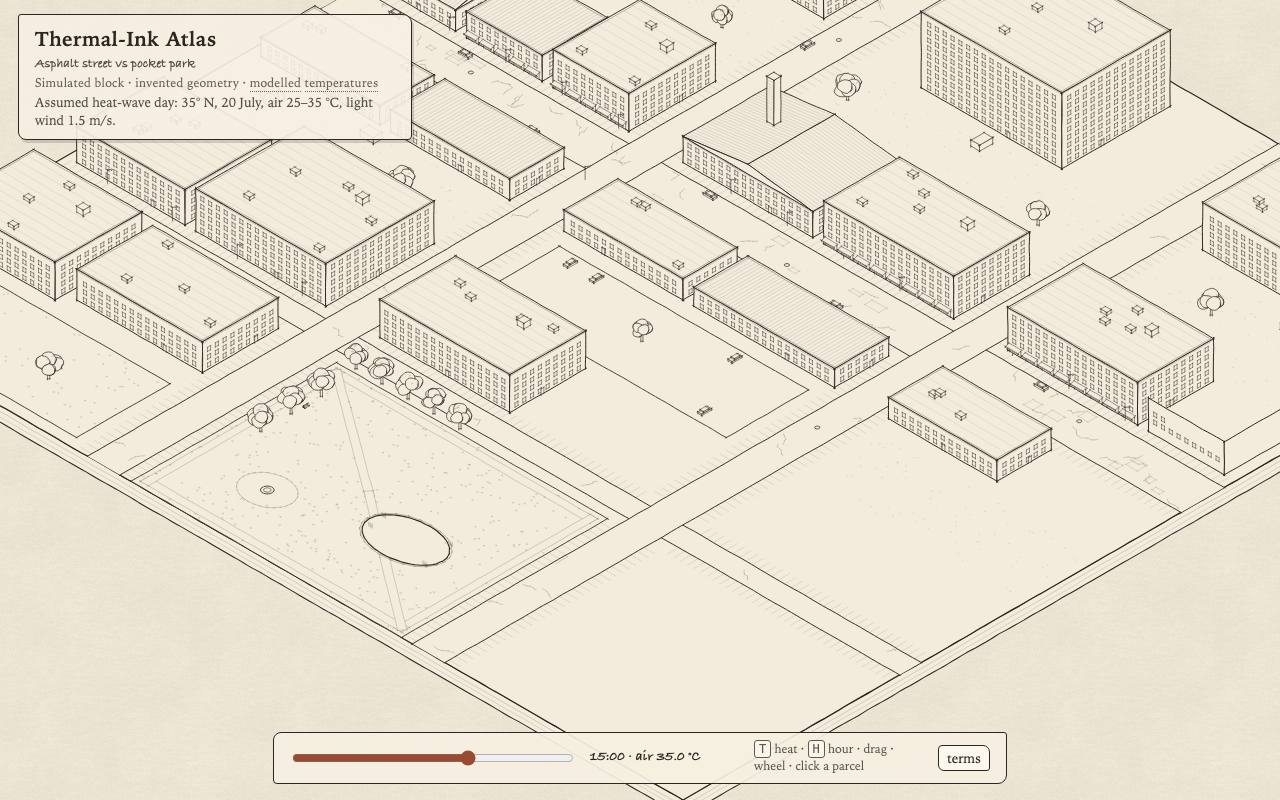 Thermal-Ink Atlas
Asphalt street vs pocket park
Simulated block · invented geometry · modelled temperatures
Assumed heat-wave day: 35° N, 20 July, air 25–35 °C, light
wind 1.5 m/s.
15:00 · air 35.0 °C
T heat · H hour · drag ·
wheel · click a parcel
terms